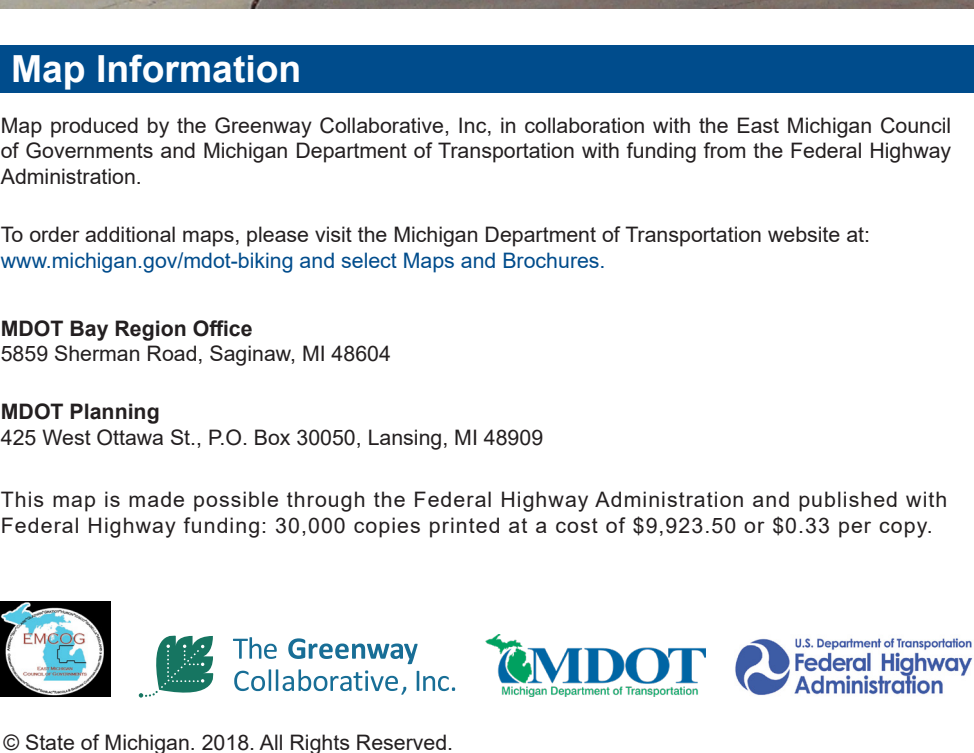 Map Information
Map produced by the Greenway Collaborative, Inc, in collaboration with the East Michigan Council
of Governments and Michigan Department of Transportation with funding from the Federal Highway
Administration.
To order additional maps, please visit the Michigan Department of Transportation website at:
www.michigan.gov/mdot-biking and select Maps and Brochures.
MDOT Bay Region Office
5859 Sherman Road, Saginaw, MI 48604
MDOT Planning
425 West Ottawa St., P.O. Box 30050, Lansing, MI 48909
This map is made possible through the Federal Highway Administration and published with
Federal Highway funding: 30,000 copies printed at a cost of $9,923.50 or $0.33 per copy.
EMCOG
EAST MICHIGAN
COUNCIL OF GOVERNMENTS
The Greenway
Collaborative, Inc.
MDOT
Michigan Department of Transportation
U.S. Department of Transportation
Federal Highway
Administration
© State of Michigan. 2018. All Rights Reserved.